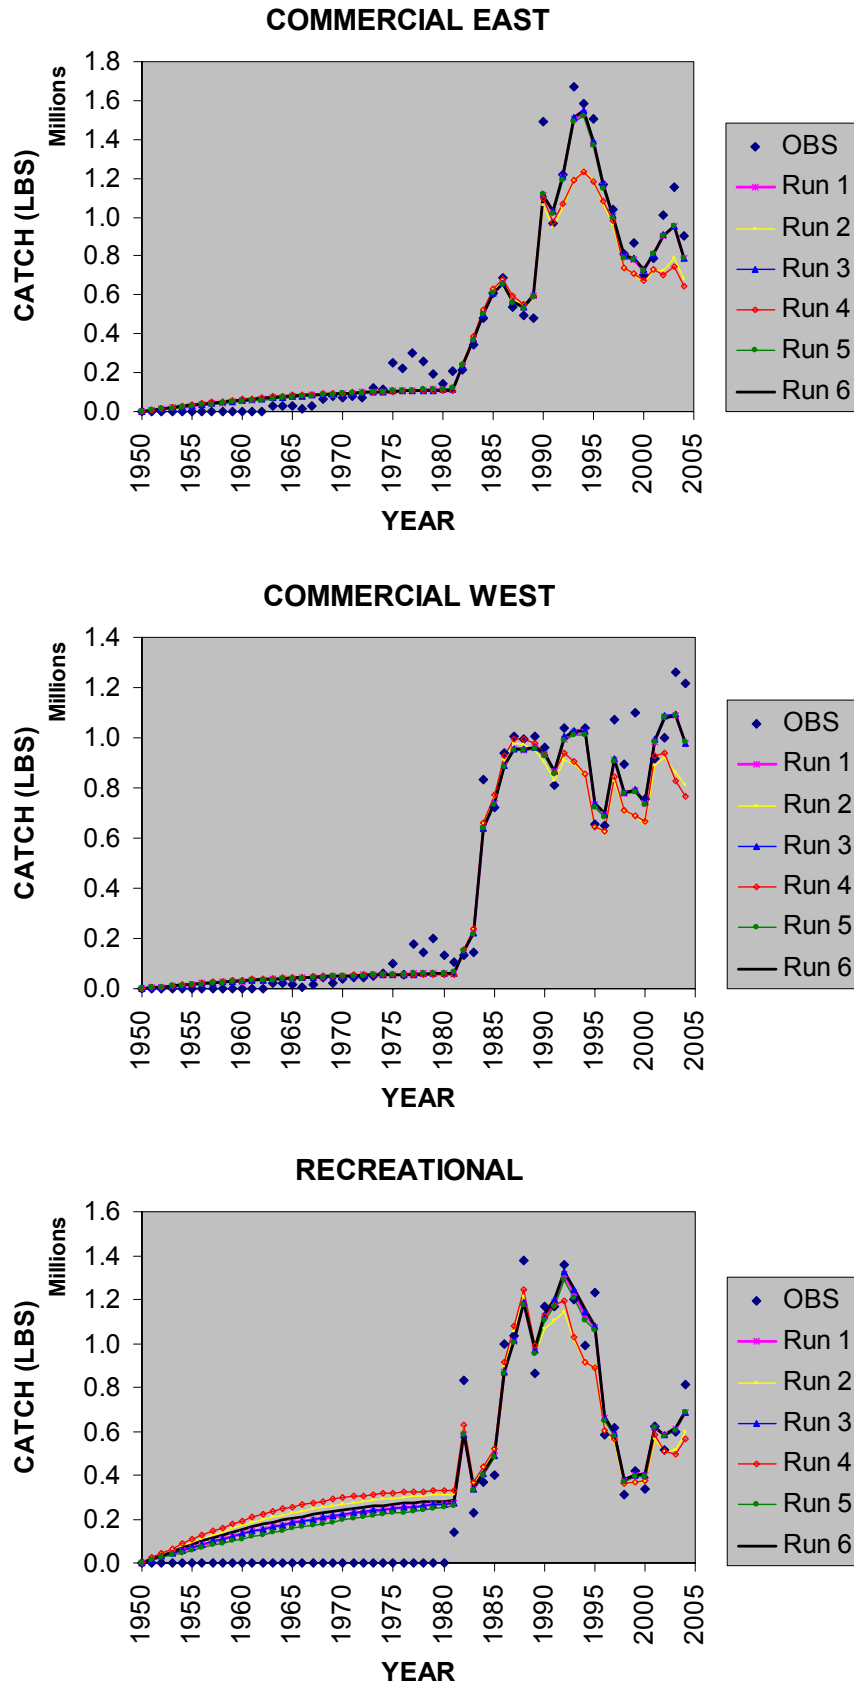 COMMERCIAL EAST
Millions
CATCH (LBS)
1.8
1.6
1.4
1.2
1.0
0.8
0.6
0.4
0.2
0.0
1950
1955
1960
1965
1970
1975
1980
1985
1990
1995
2000
2005
YEAR
OBS
Run 1
Run 2
Run 3
Run 4
Run 5
Run 6
COMMERCIAL WEST
Millions
CATCH (LBS)
1.4
1.2
1.0
0.8
0.6
0.4
0.2
0.0
1950
1955
1960
1965
1970
1975
1980
1985
1990
1995
2000
2005
YEAR
OBS
Run 1
Run 2
Run 3
Run 4
Run 5
Run 6
RECREATIONAL
Millions
CATCH (LBS)
1.6
1.4
1.2
1.0
0.8
0.6
0.4
0.2
0.0
1950
1955
1960
1965
1970
1975
1980
1985
1990
1995
2000
2005
YEAR
OBS
Run 1
Run 2
Run 3
Run 4
Run 5
Run 6